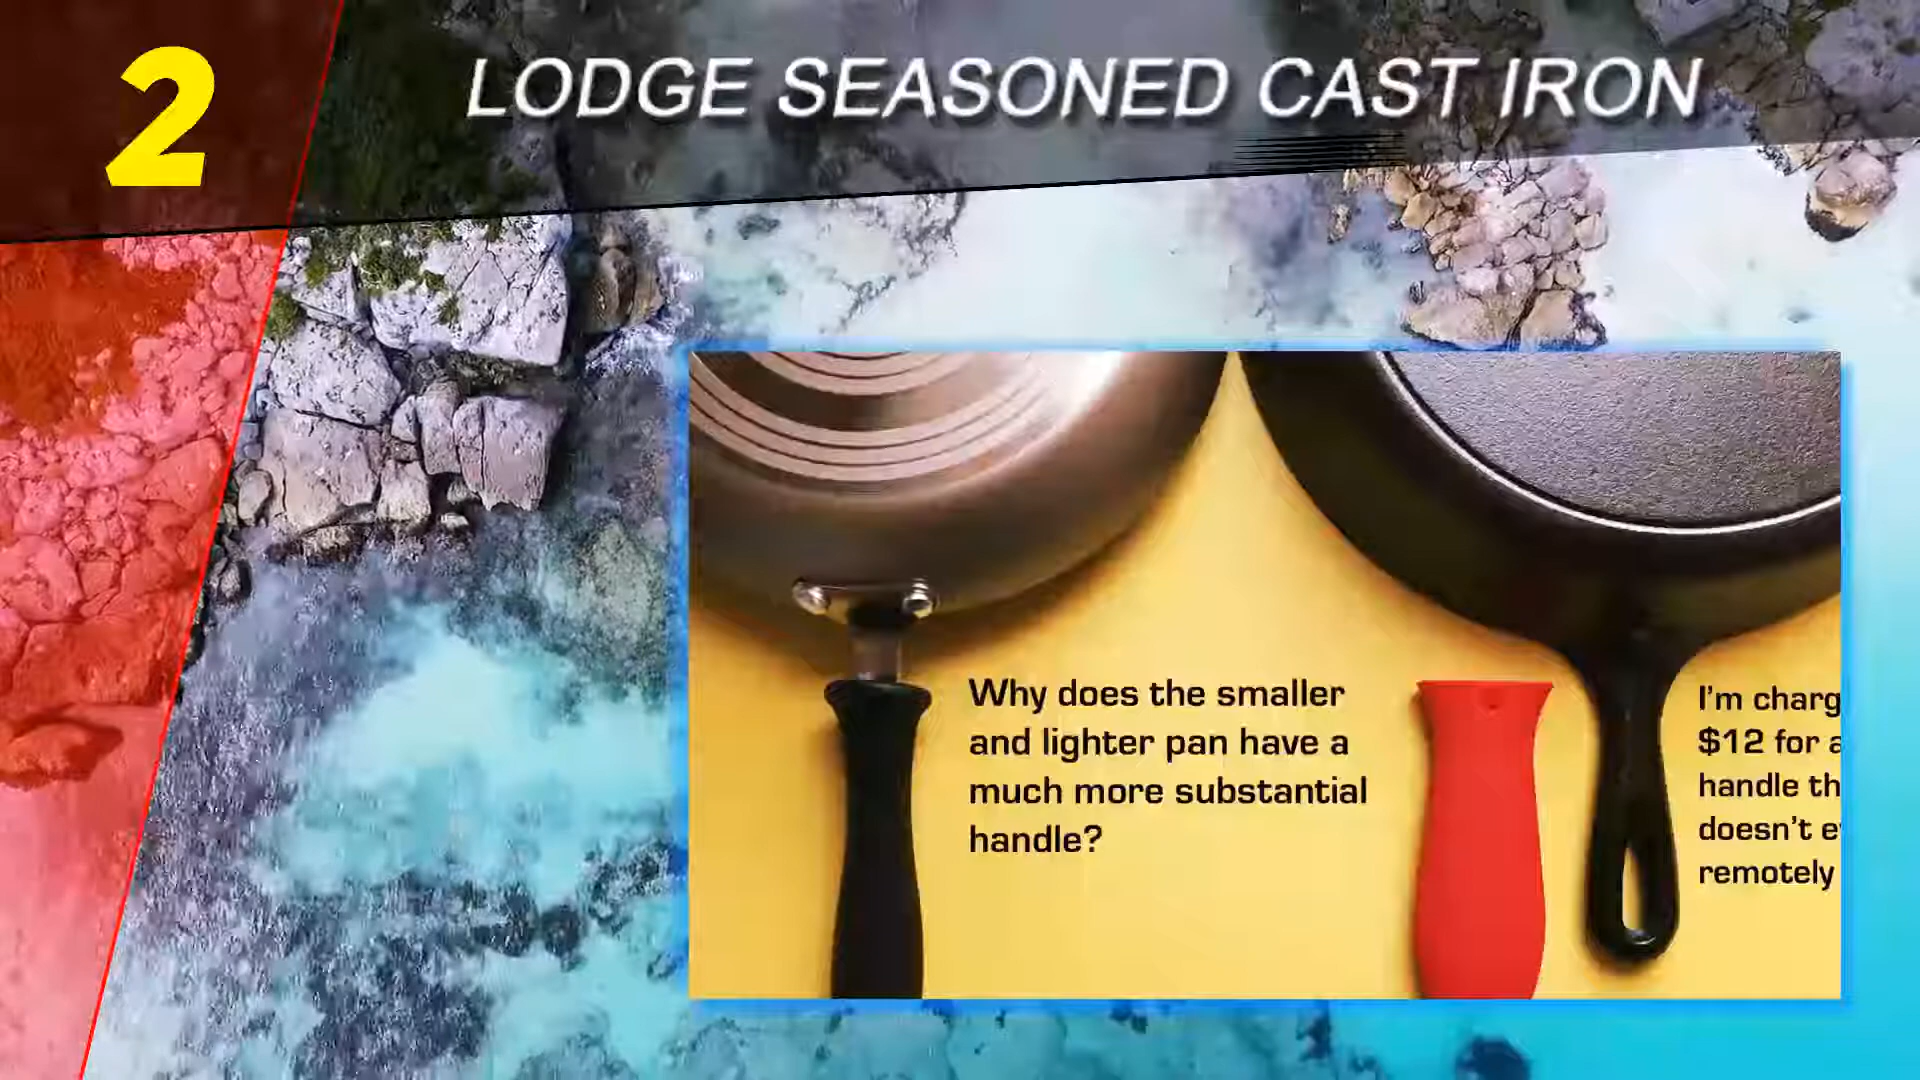 2
LODGE SEASONED CAST IRON
Why does the smaller
and lighter pan have a
much more substantial
handle?
I'm charg
$12 for a
handle th
doesn't e
remotely